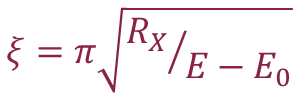 ξ = π√(R_X/E − E_0)